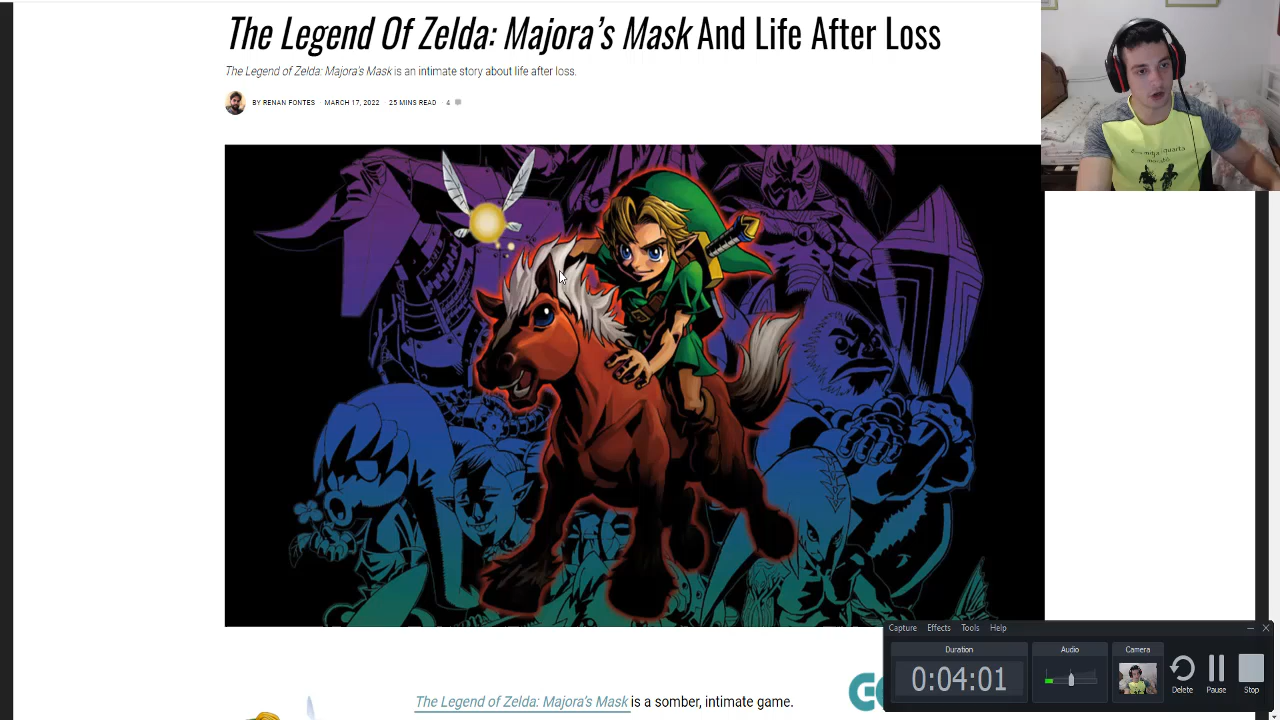 The Legend Of Zelda: Majora's Mask And Life After Loss
The Legend of Zelda: Majora's Mask is an intimate story about life after loss.
BY RENAN FONTES · MARCH 17, 2022 · 25 MINS READ · 4
The Legend of Zelda: Majora's Mask is a somber, intimate game.
Capture Effects Tools Help
Duration Audio Camera
0:04:01
Delete Pause Stop